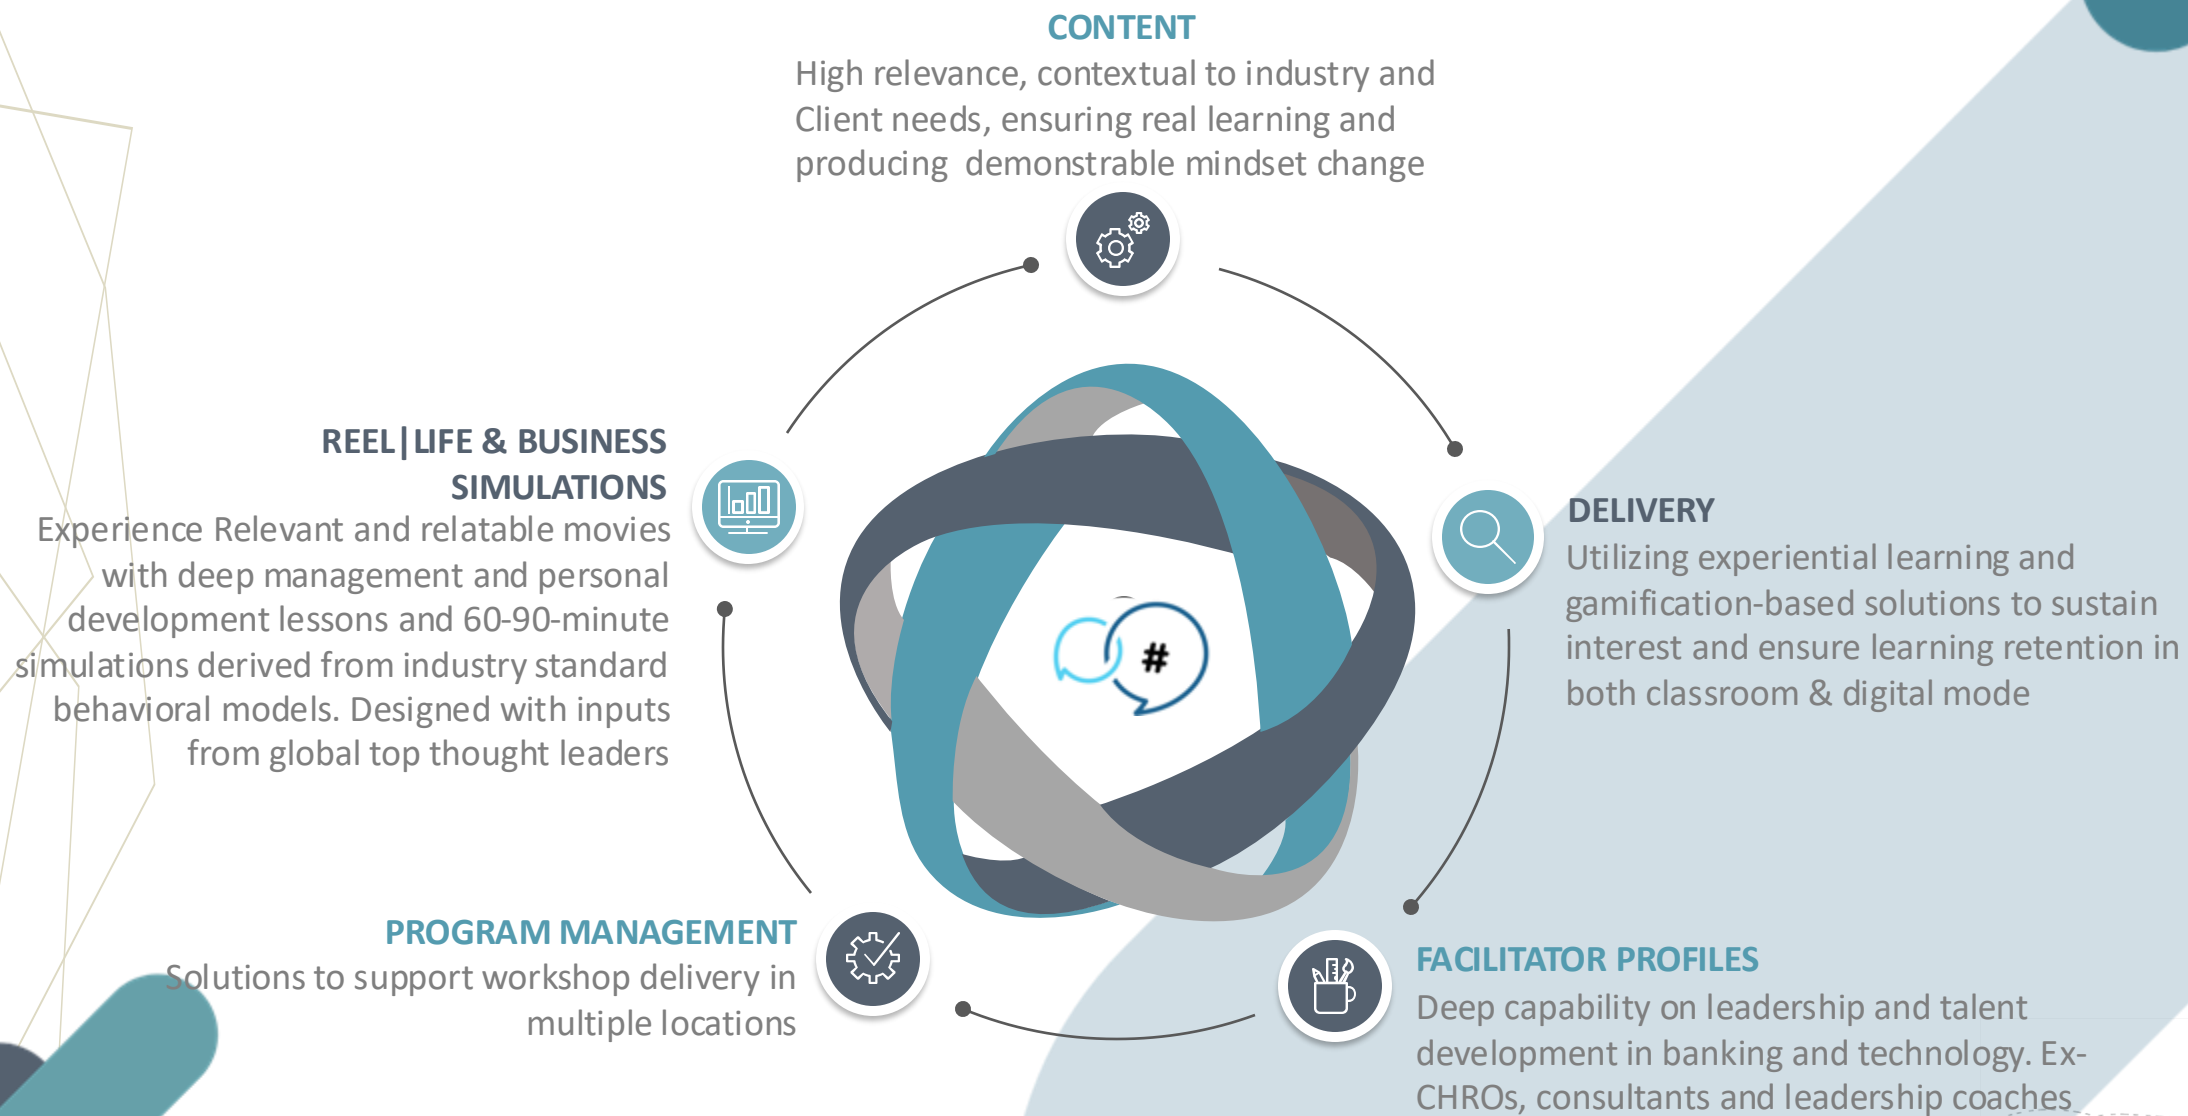 CONTENT
High relevance, contextual to industry and
Client needs, ensuring real learning and
producing demonstrable mindset change
REEL|LIFE & BUSINESS
SIMULATIONS
Experience Relevant and relatable movies
with deep management and personal
development lessons and 60-90-minute
simulations derived from industry standard
behavioral models. Designed with inputs
from global top thought leaders
#
DELIVERY
Utilizing experiential learning and
gamification-based solutions to sustain
interest and ensure learning retention in
both classroom & digital mode
PROGRAM MANAGEMENT
Solutions to support workshop delivery in
multiple locations
FACILITATOR PROFILES
Deep capability on leadership and talent
development in banking and technology. Ex-
CHROs, consultants and leadership coaches